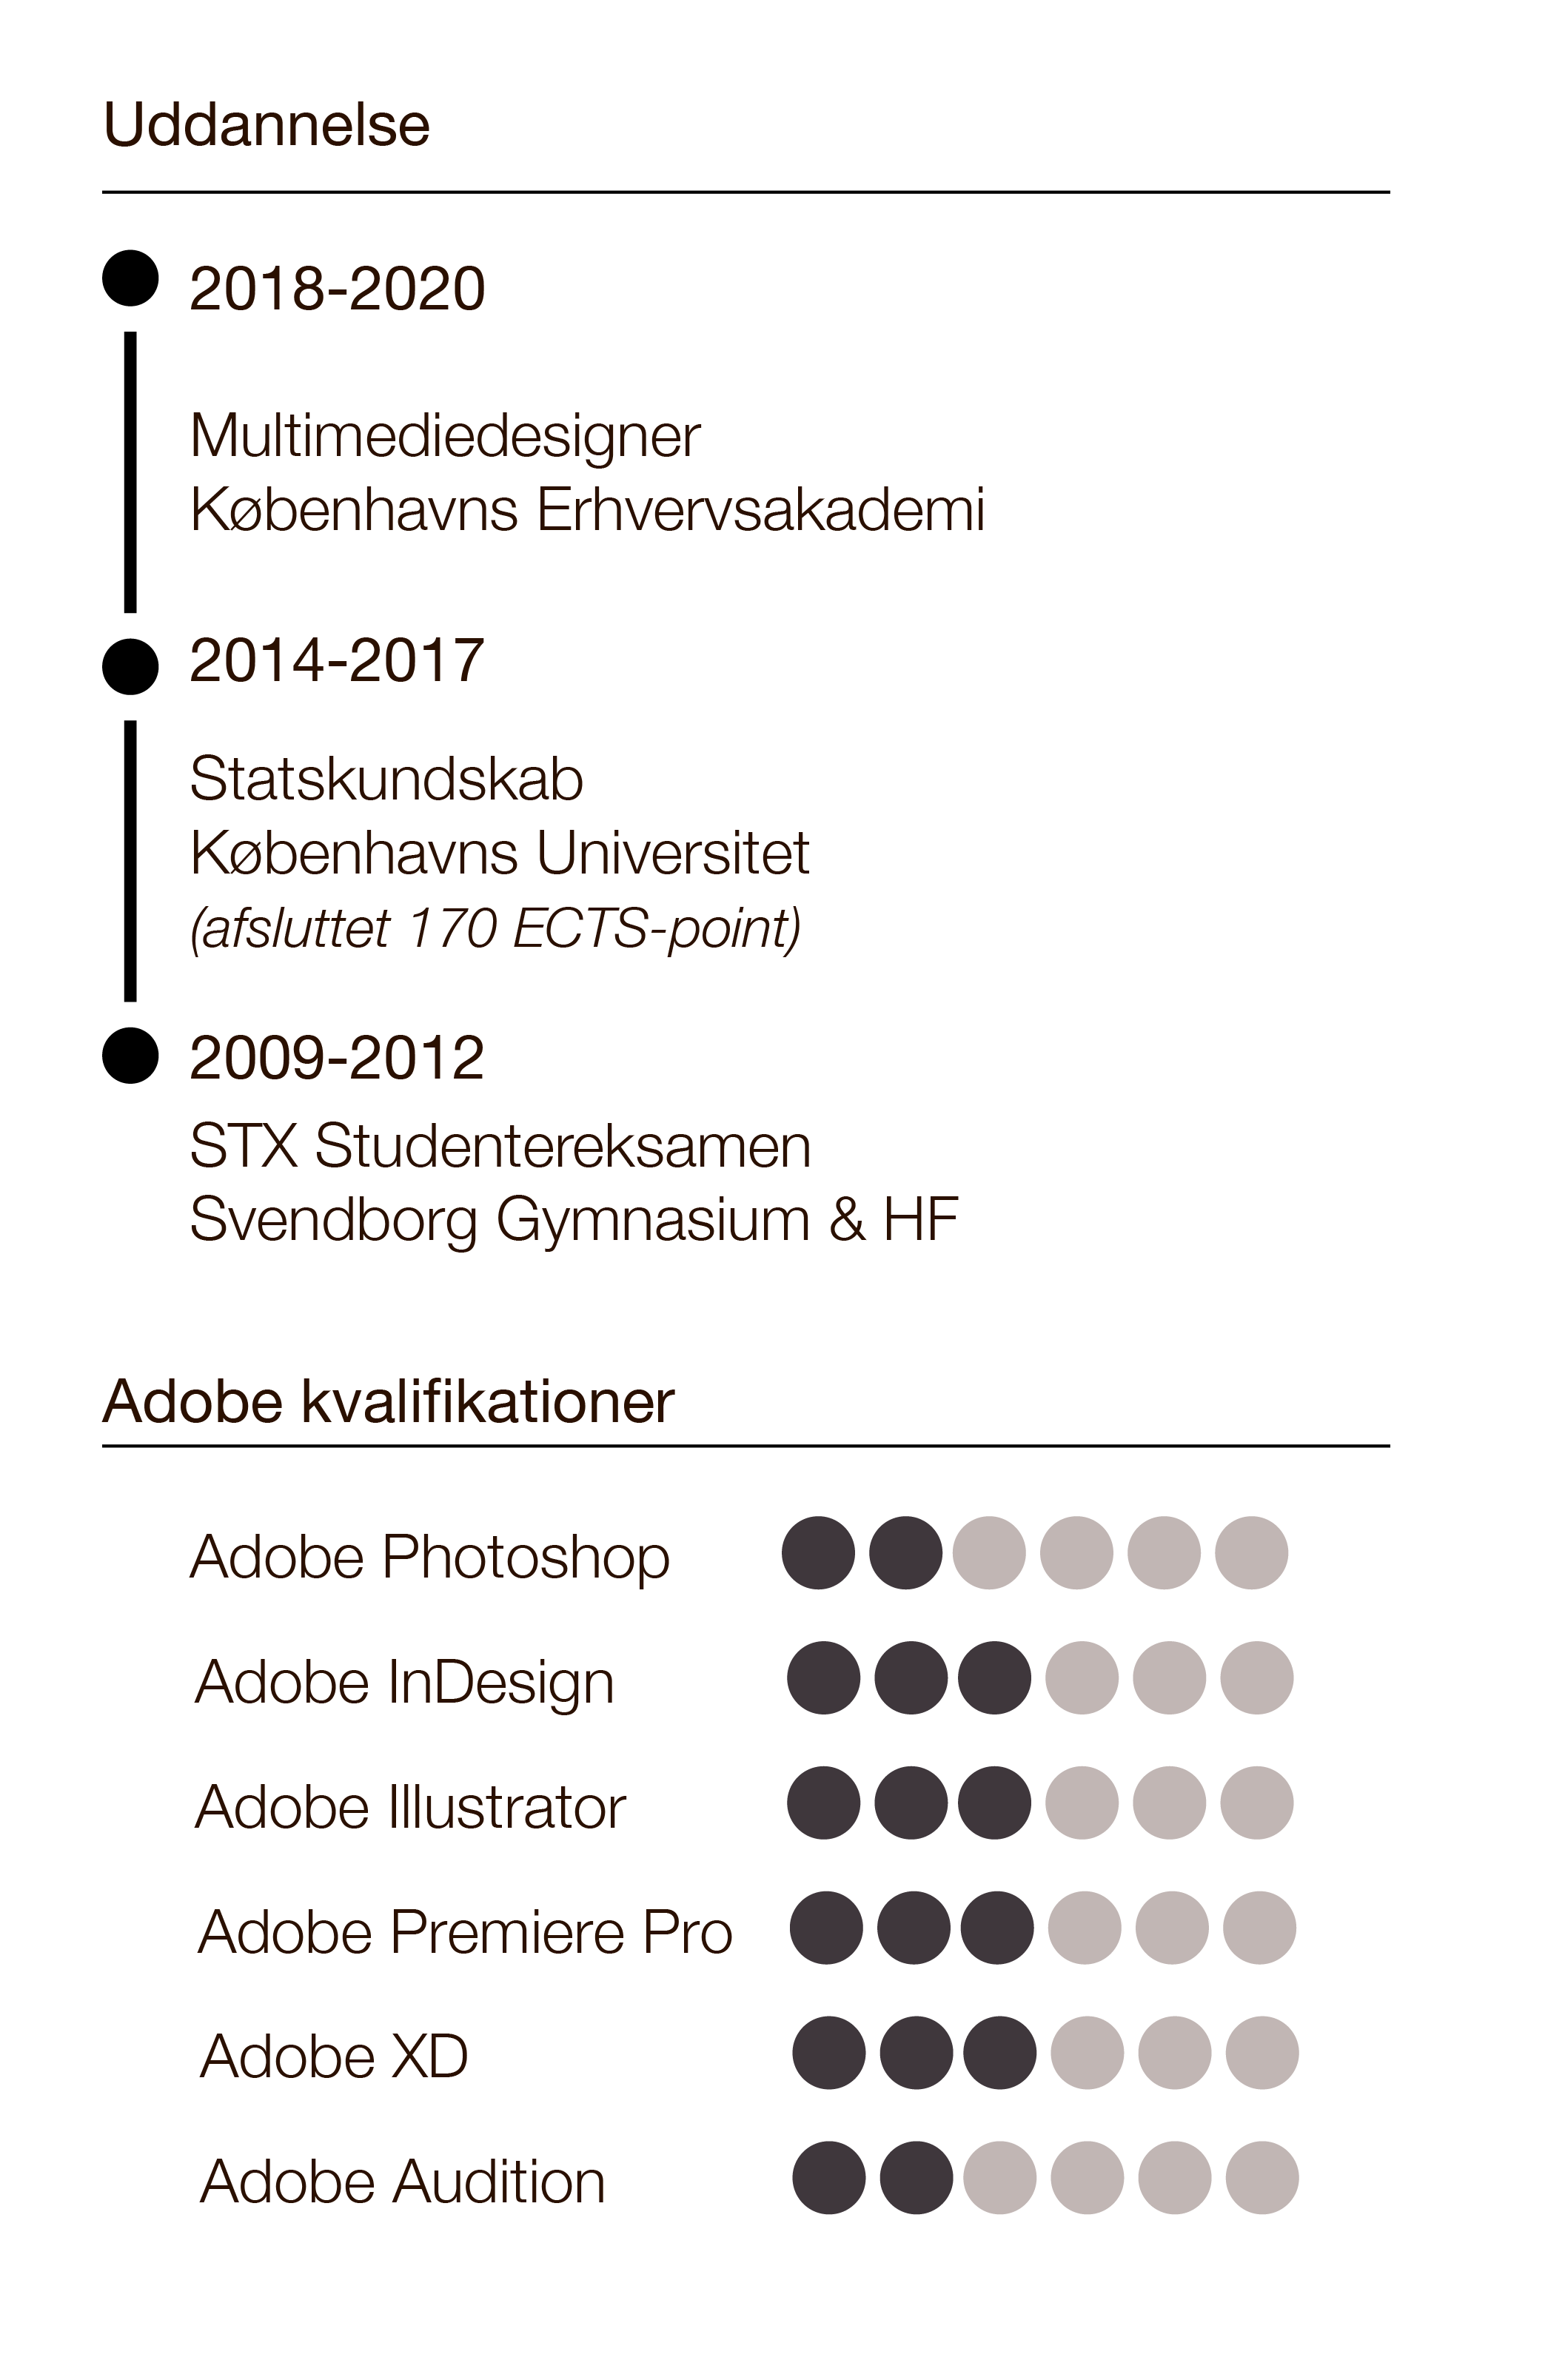 Uddannelse
2018-2020
Multimediedesigner
Københavns Erhvervsakademi
2014-2017
Statskundskab
Københavns Universitet
(afsluttet 170 ECTS-point)
2009-2012
STX Studentereksamen
Svendborg Gymnasium & HF
Adobe kvalifikationer
Adobe Photoshop
Adobe InDesign
Adobe Illustrator
Adobe Premiere Pro
Adobe XD
Adobe Audition